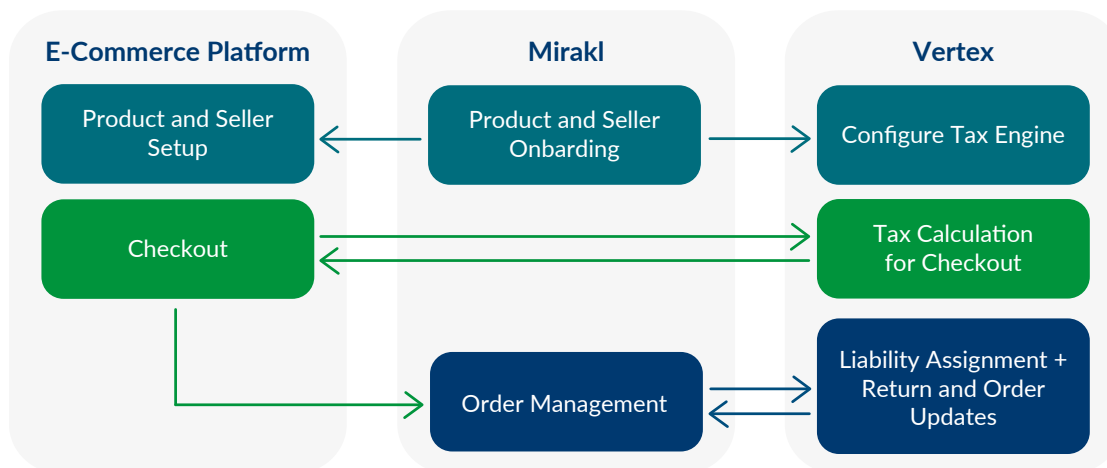 E-Commerce Platform
Mirakl
Vertex
Product and Seller
Setup
Product and Seller
Onbarding
Configure Tax Engine
Checkout
Tax Calculation
for Checkout
Order Management
Liability Assignment +
Return and Order
Updates